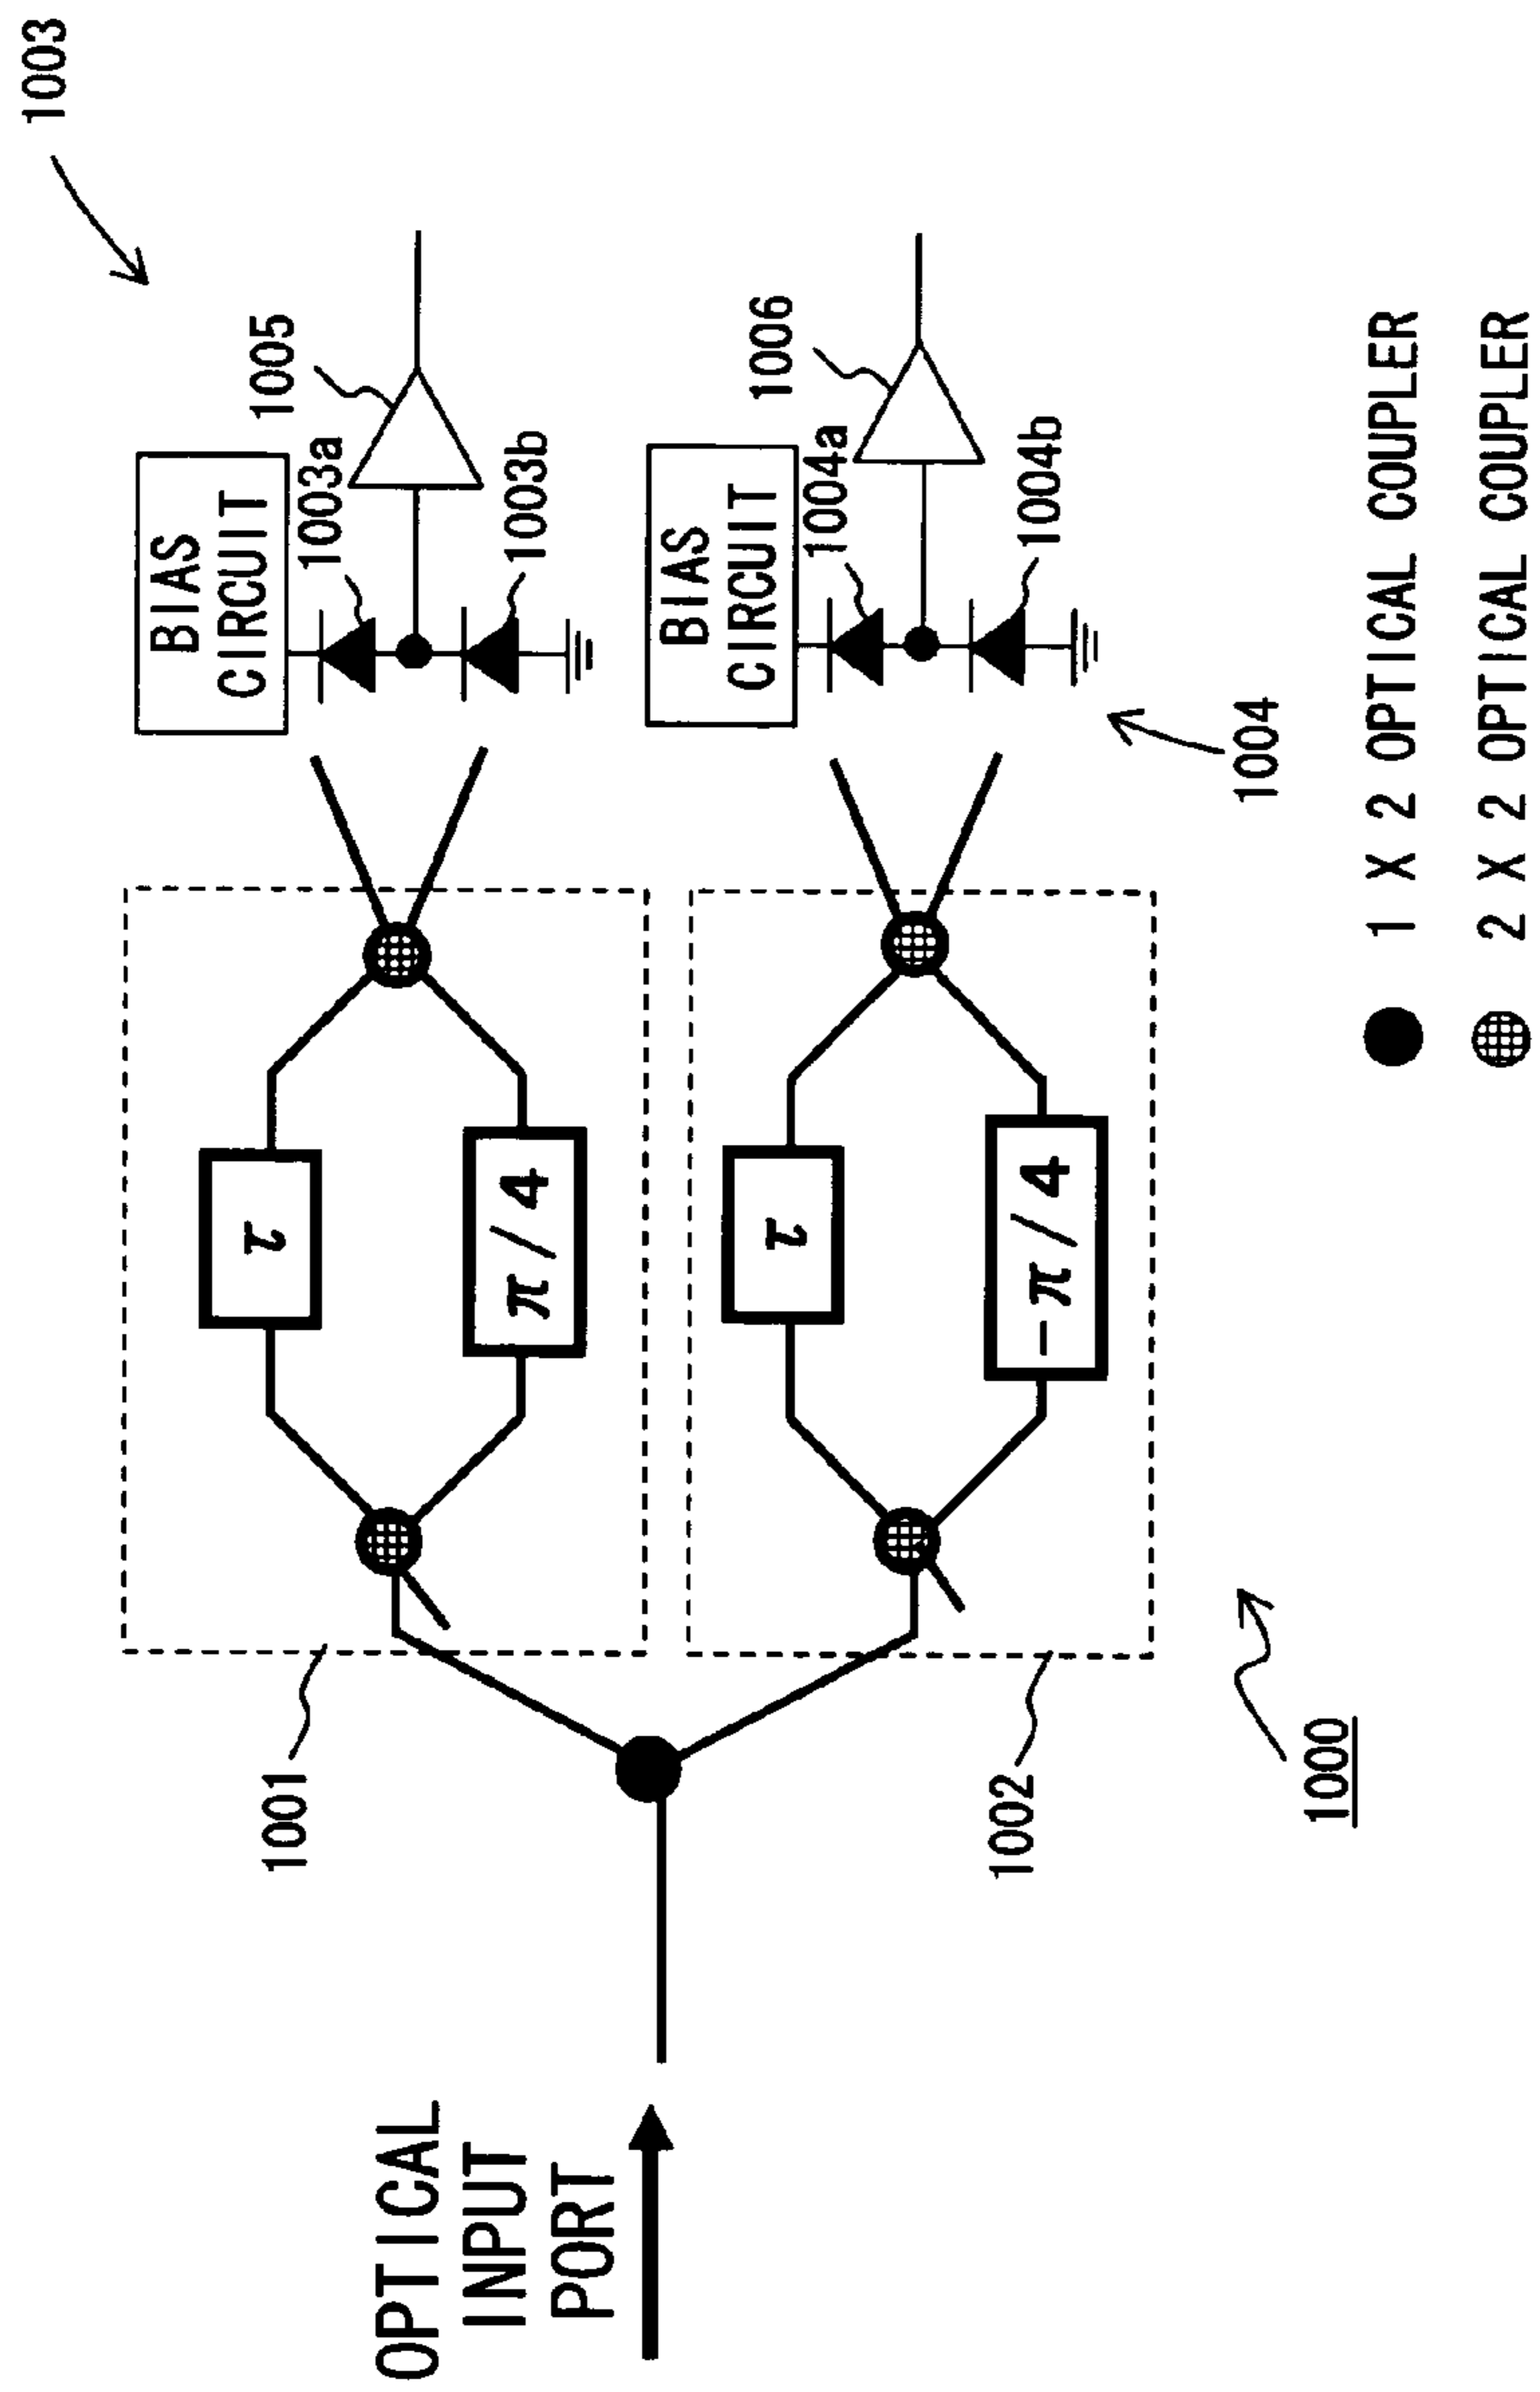 1003
BIAS
CIRCUIT
1005
1003a
1003b
τ
π/4
1001
OPTICAL
INPUT
PORT
BIAS
CIRCUIT
1006
1004a
1004b
τ
-π/4
1002
1004
1000
1 X 2 OPTICAL COUPLER
2 X 2 OPTICAL COUPLER